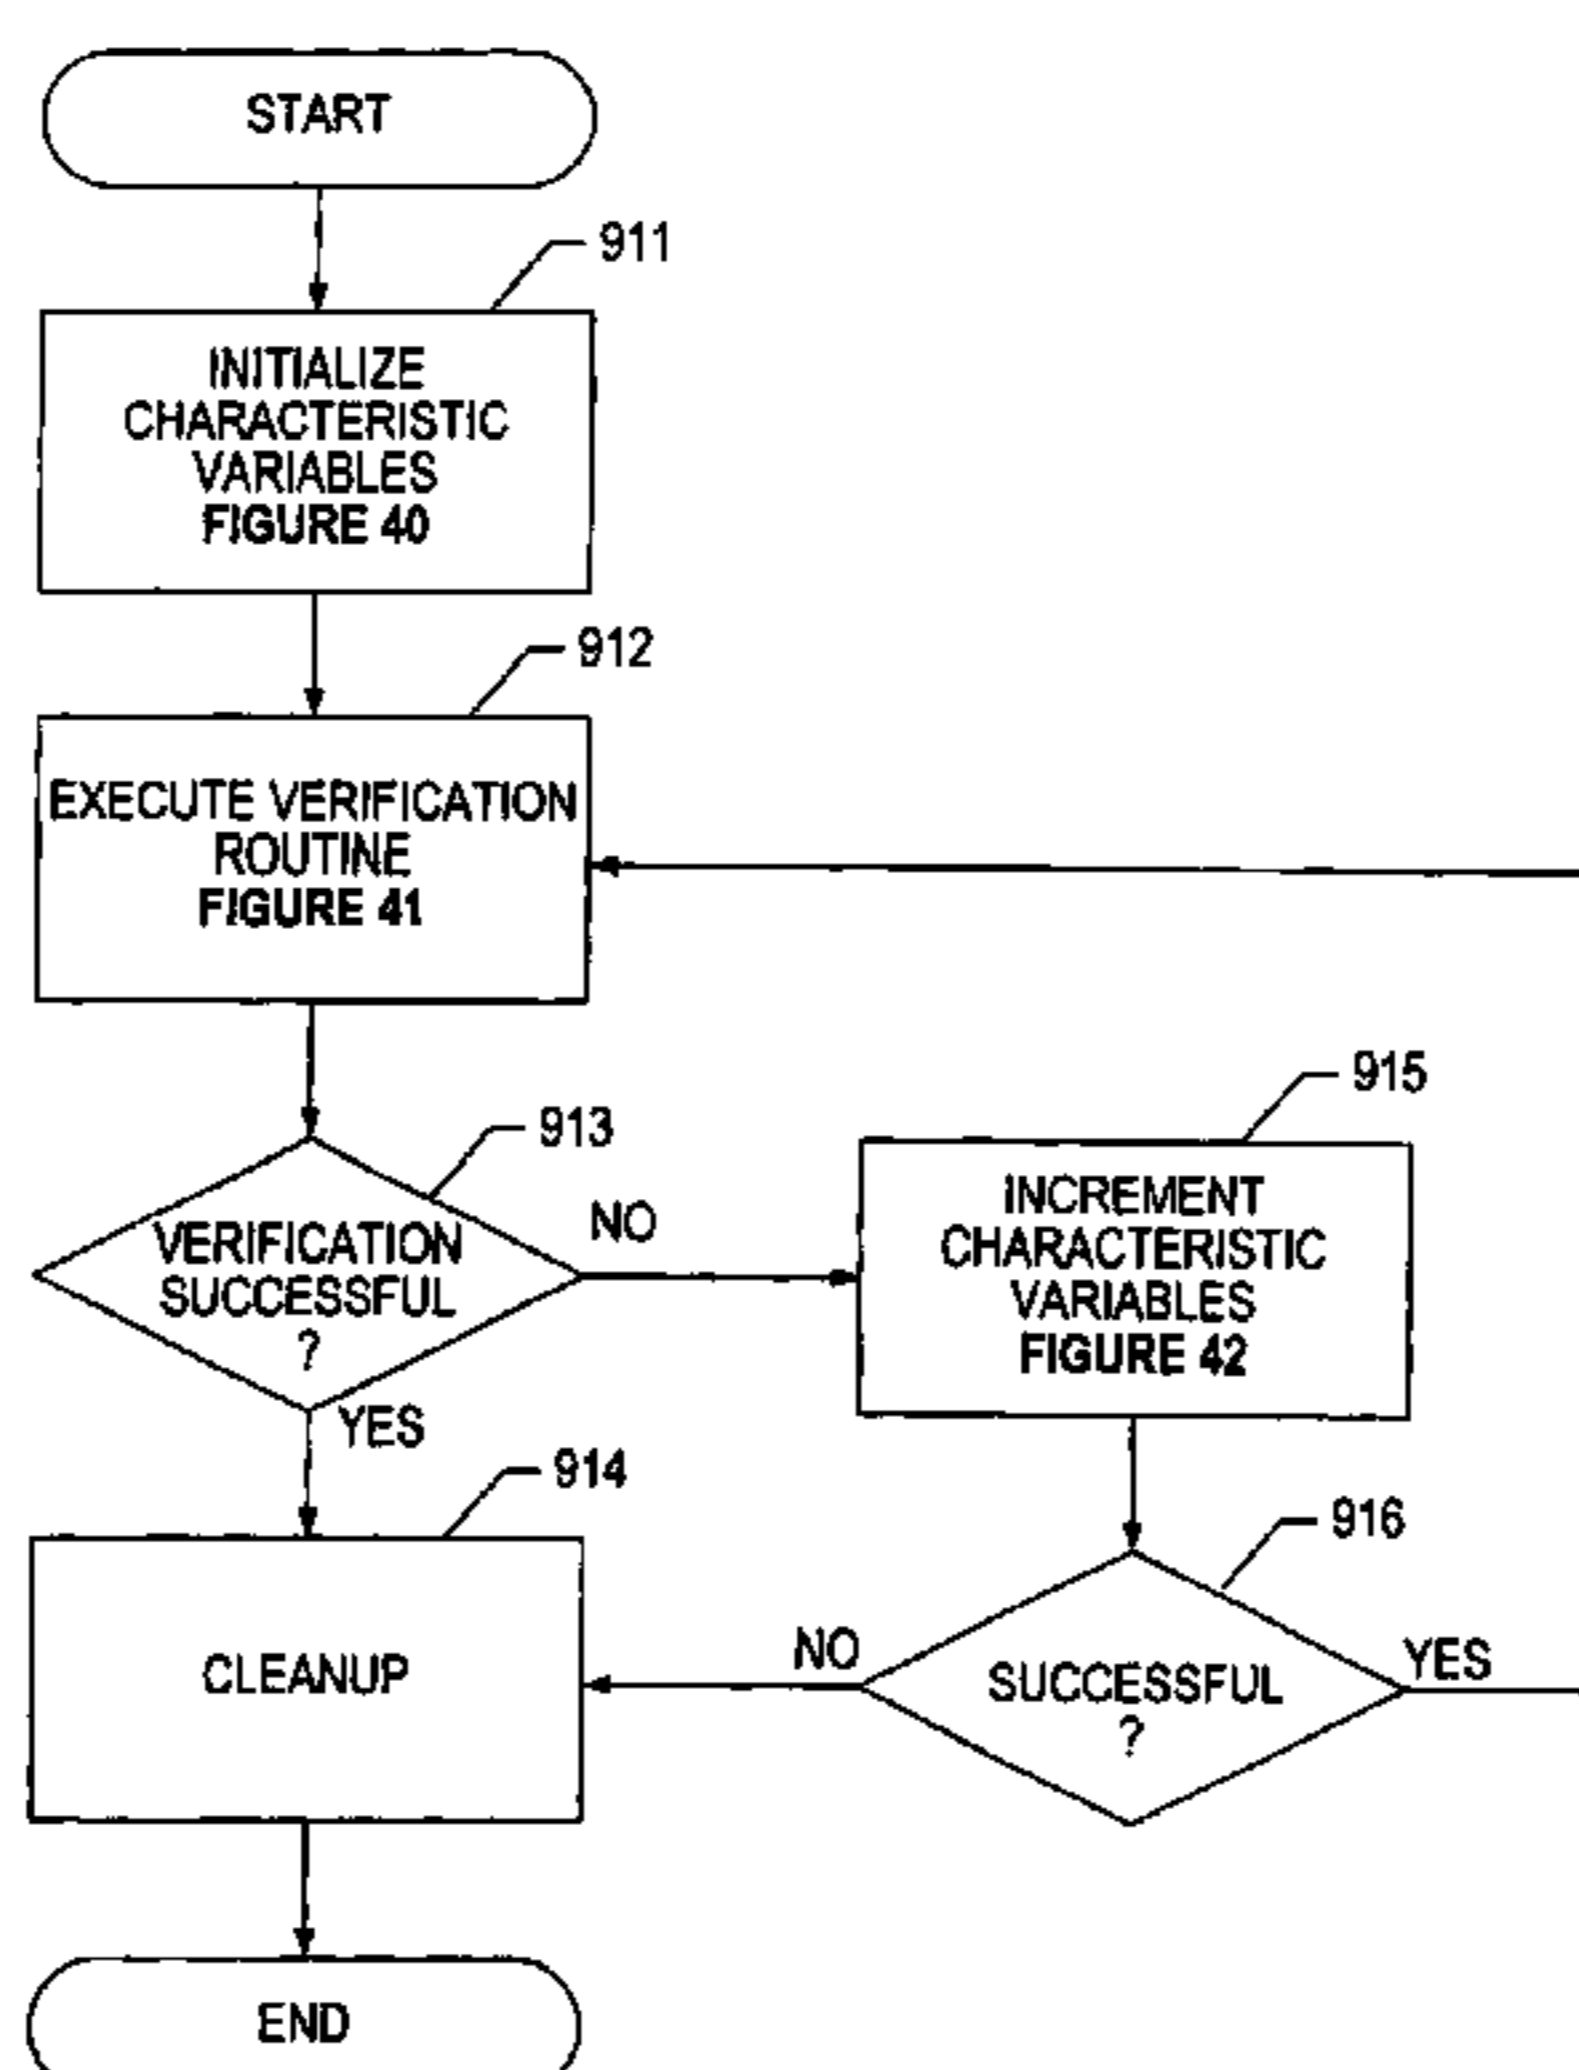 START
911
INITIALIZE
CHARACTERISTIC
VARIABLES
FIGURE 40
912
EXECUTE VERIFICATION
ROUTINE
FIGURE 41
913
VERIFICATION
SUCCESSFUL
?
NO
YES
915
INCREMENT
CHARACTERISTIC
VARIABLES
FIGURE 42
914
CLEANUP
916
SUCCESSFUL
?
NO
YES
END